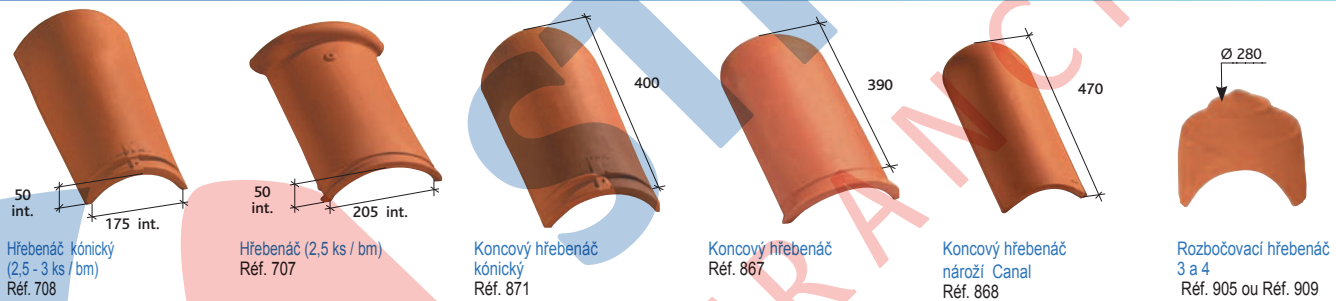 50
int.
175 int.
Hřebenáč kónický
(2,5 - 3 ks / bm)
Réf. 708
50
int.
205 int.
Hřebenáč (2,5 ks / bm)
Réf. 707
400
Koncový hřebenáč
kónický
Réf. 871
390
Koncový hřebenáč
Réf. 867
470
Koncový hřebenáč
nároží Canal
Réf. 868
Ø 280
Rozbočovací hřebenáč
3 a 4
Réf. 905 ou Réf. 909